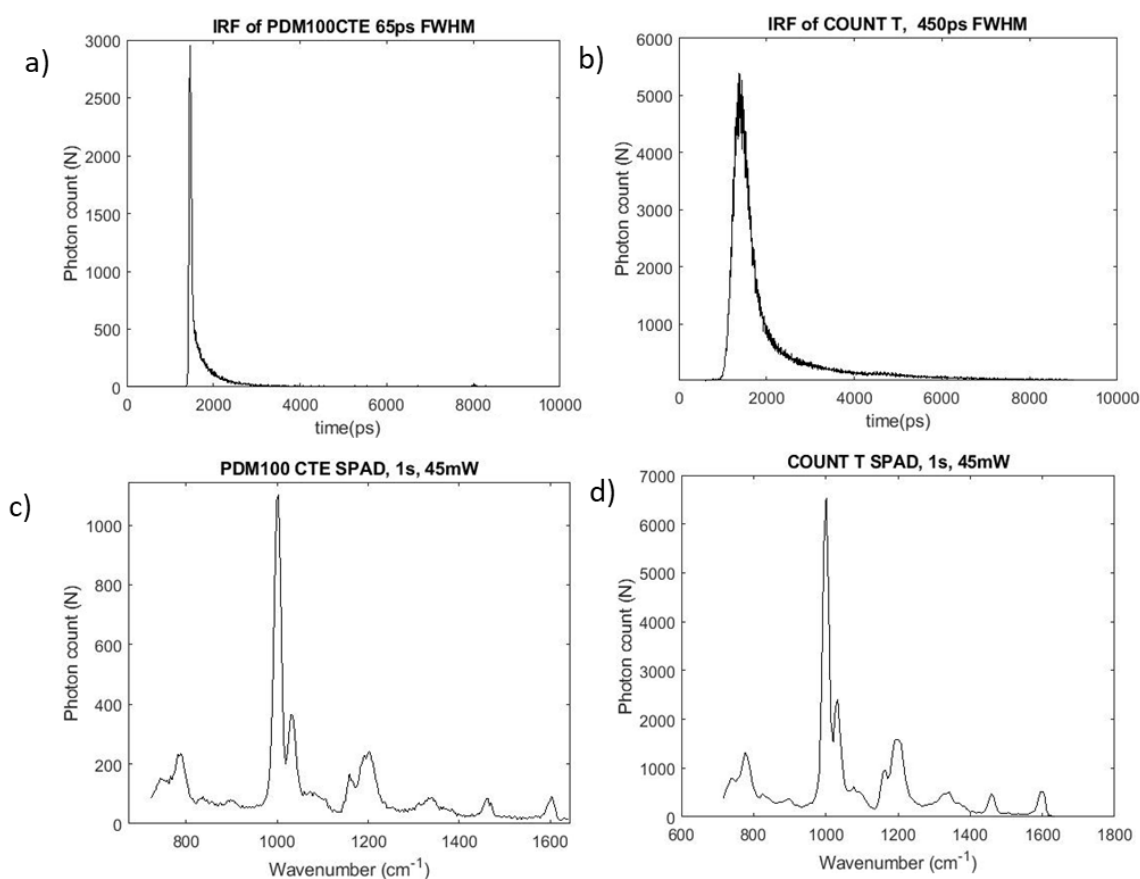 a)
IRF of PDM100CTE 65ps FWHM
Photon count (N)
3000
2500
2000
1500
1000
500
0
0 2000 4000 6000 8000 10000
time(ps)
b)
IRF of COUNT T, 450ps FWHM
Photon count (N)
6000
5000
4000
3000
2000
1000
0 2000 4000 6000 8000 10000
time(ps)
c)
PDM100 CTE SPAD, 1s, 45mW
Photon count (N)
1000
800
600
400
200
0
800 1000 1200 1400 1600
Wavenumber (cm⁻¹)
d)
COUNT T SPAD, 1s, 45mW
Photon count (N)
7000
6000
5000
4000
3000
2000
1000
0
600 800 1000 1200 1400 1600 1800
Wavenumber (cm⁻¹)